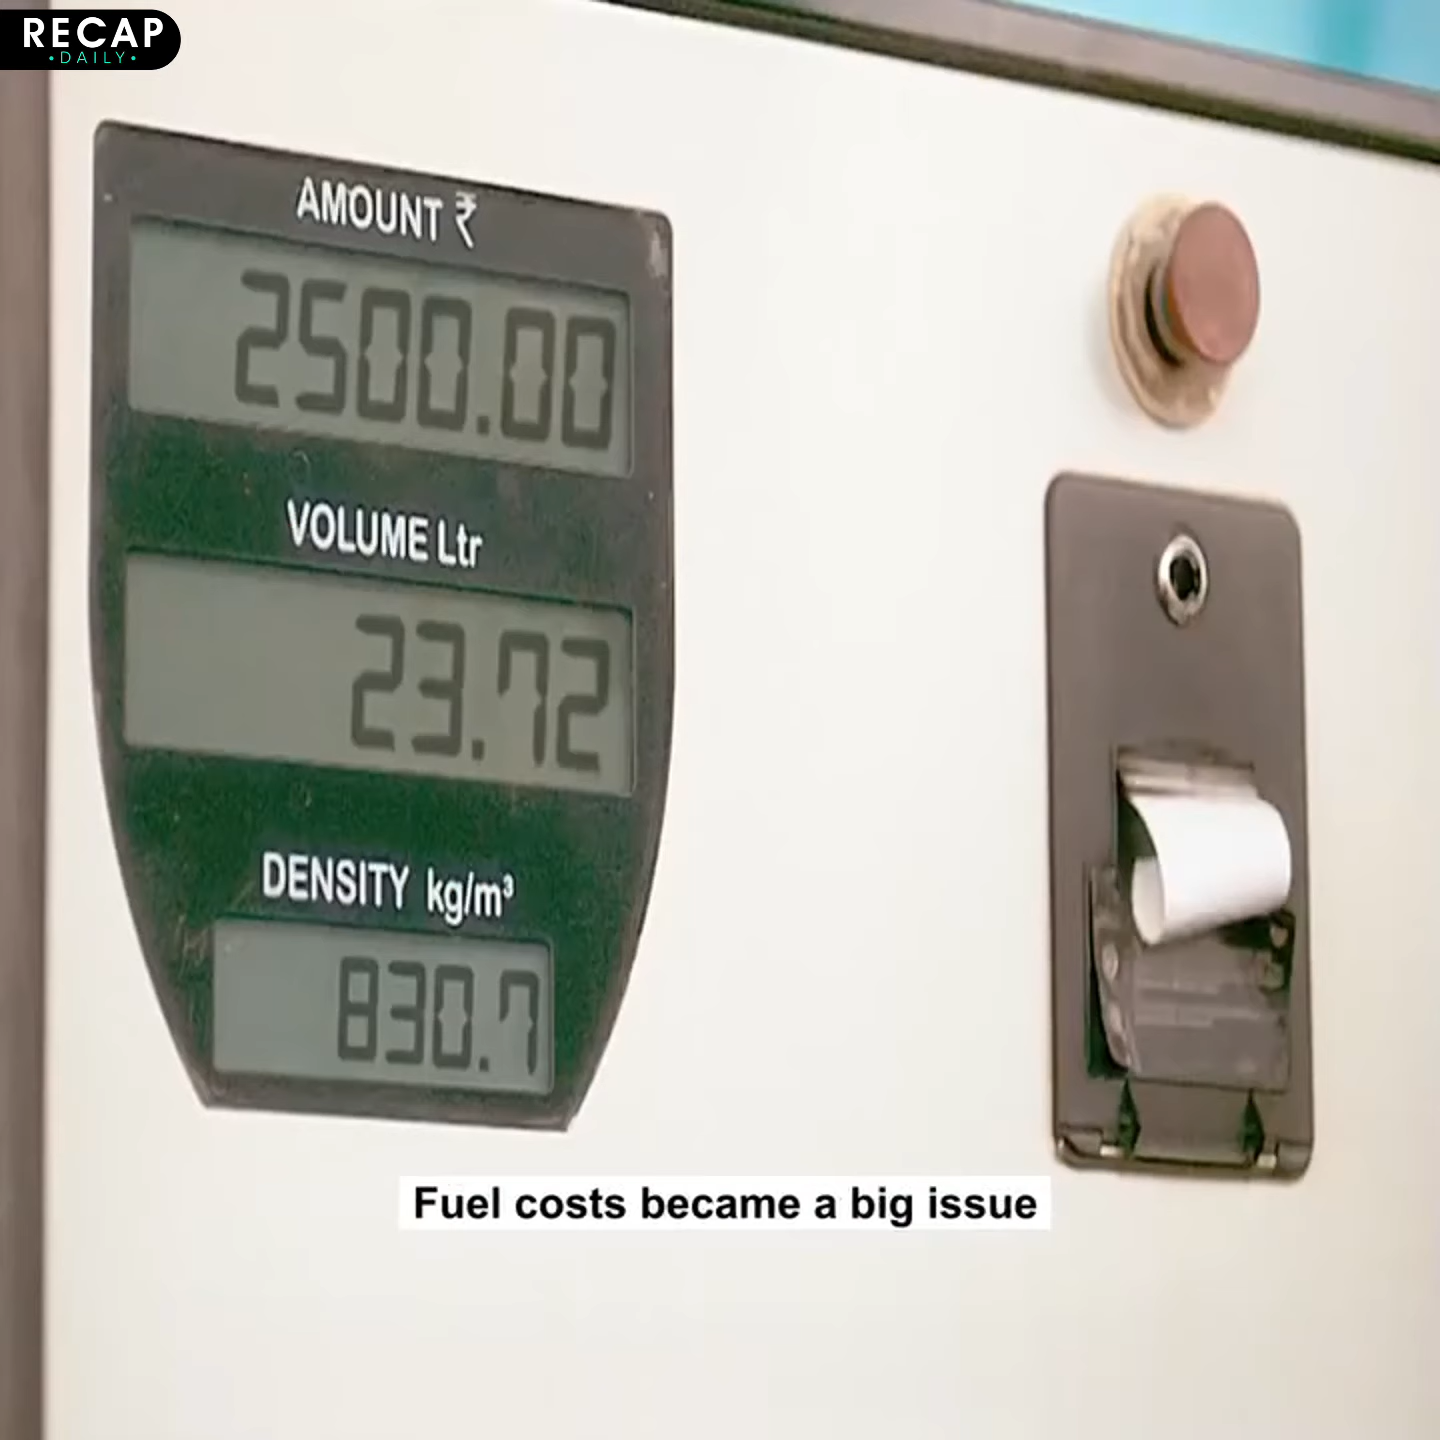 RECAP
•DAILY•
AMOUNT ₹
2500.00
VOLUME Ltr
23.72
DENSITY kg/m³
830.7
Fuel costs became a big issue